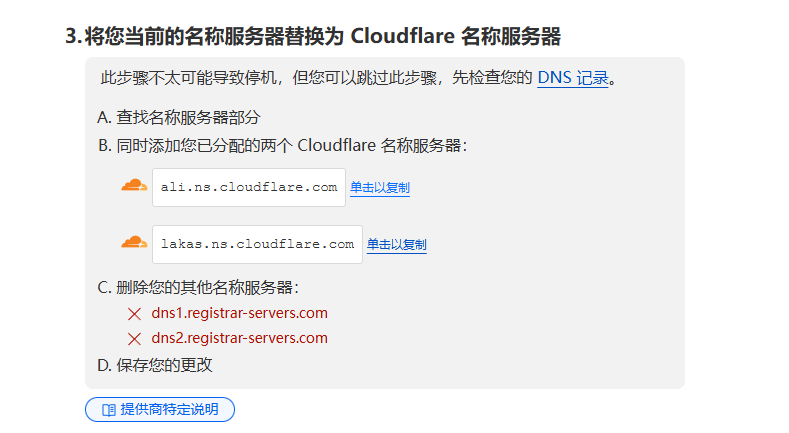 3. 将您当前的名称服务器替换为 Cloudflare 名称服务器
此步骤不太可能导致停机，但您可以跳过此步骤，先检查您的 DNS 记录。
A. 查找名称服务器部分
B. 同时添加您已分配的两个 Cloudflare 名称服务器：
ali.ns.cloudflare.com 单击以复制
lakas.ns.cloudflare.com 单击以复制
C. 删除您的其他名称服务器：
dns1.registrar-servers.com
dns2.registrar-servers.com
D. 保存您的更改
提供商特定说明